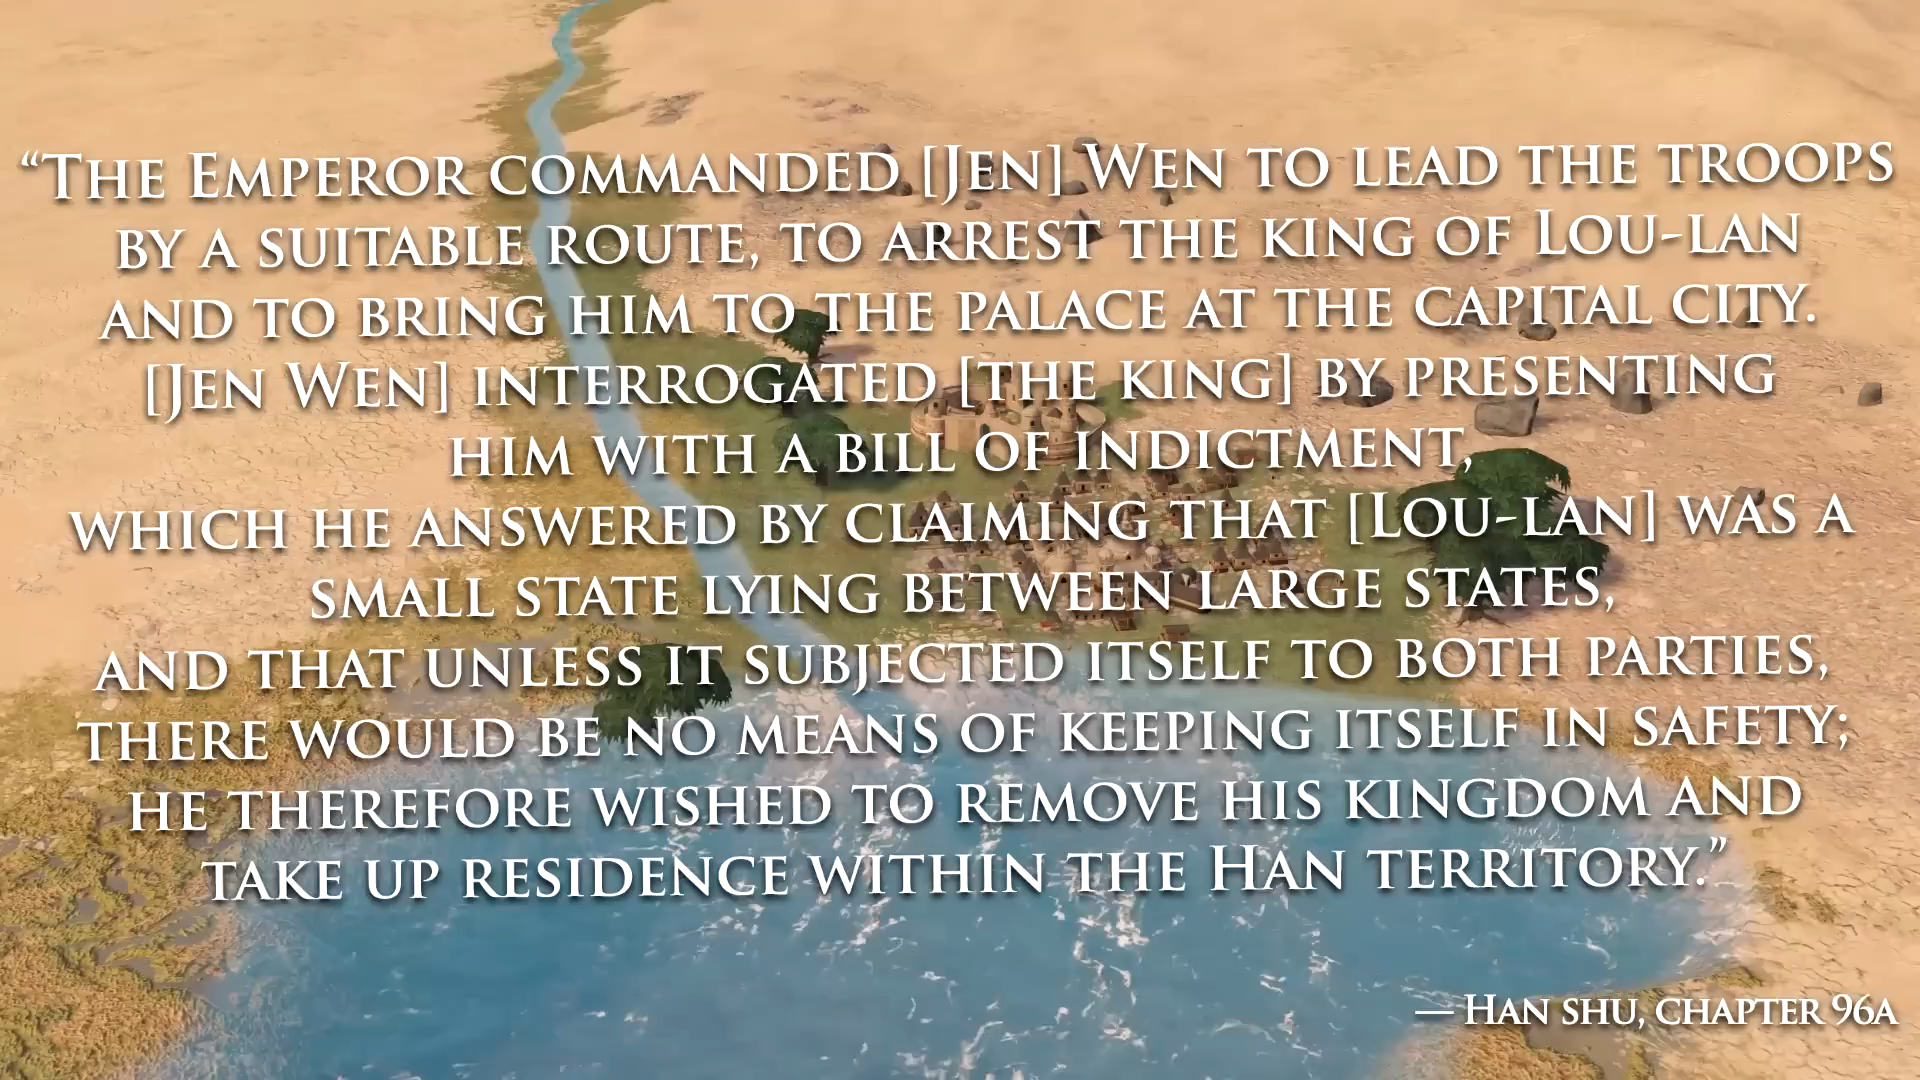 “The Emperor commanded [Jen] Wen to lead the troops
by a suitable route, to arrest the king of Lou-lan
and to bring him to the palace at the capital city.
[Jen Wen] interrogated [the king] by presenting
him with a bill of indictment,
which he answered by claiming that [Lou-lan] was a
small state lying between large states,
and that unless it subjected itself to both parties,
there would be no means of keeping itself in safety;
he therefore wished to remove his kingdom and
take up residence within the Han territory.”
— Han shu, chapter 96a